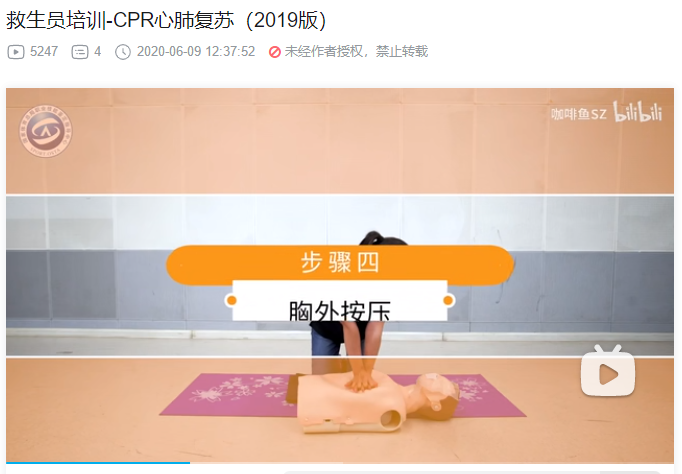 救生员培训-CPR心肺复苏（2019版）
5247 4 2020-06-09 12:37:52 未经作者授权，禁止转载
咖啡鱼SZ bilibili
步骤四
胸外按压